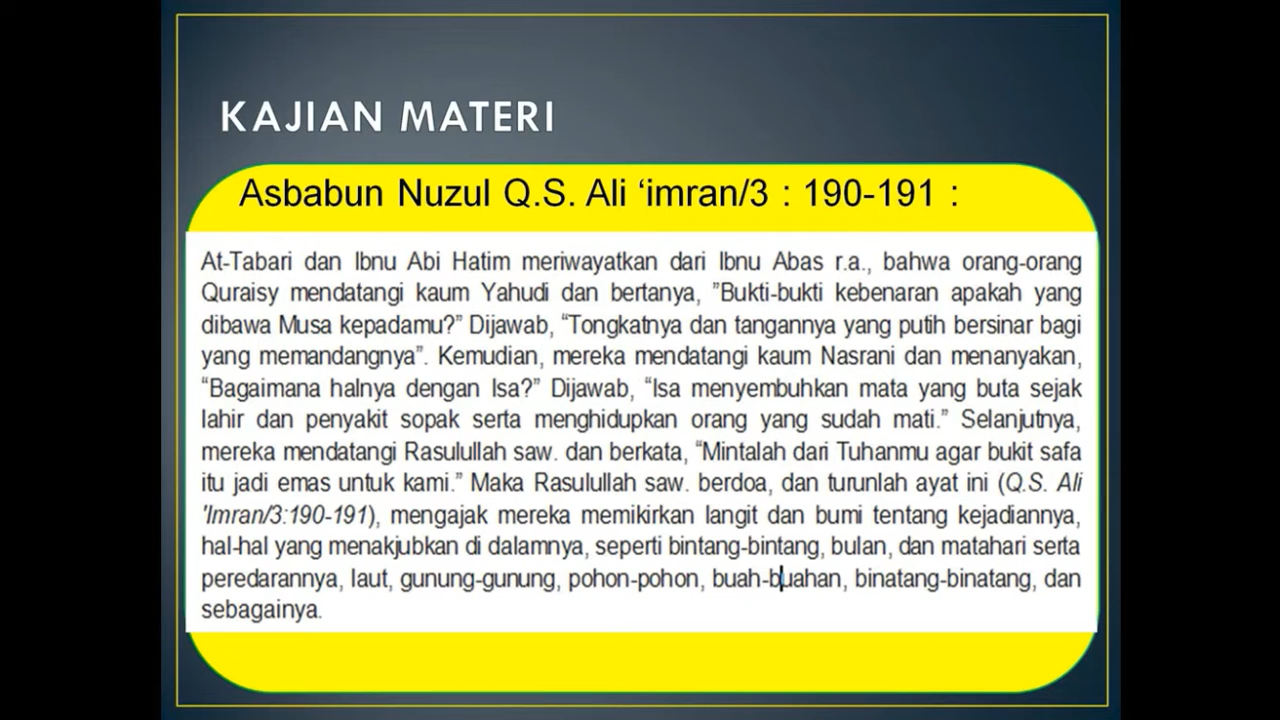 KAJIAN MATERI
Asbabun Nuzul Q.S. Ali ‘imran/3 : 190-191 :
At-Tabari dan Ibnu Abi Hatim meriwayatkan dari Ibnu Abas r.a., bahwa orang-orang
Quraisy mendatangi kaum Yahudi dan bertanya, ”Bukti-bukti kebenaran apakah yang
dibawa Musa kepadamu?” Dijawab, “Tongkatnya dan tangannya yang putih bersinar bagi
yang memandangnya”. Kemudian, mereka mendatangi kaum Nasrani dan menanyakan,
“Bagaimana halnya dengan Isa?” Dijawab, “Isa menyembuhkan mata yang buta sejak
lahir dan penyakit sopak serta menghidupkan orang yang sudah mati.” Selanjutnya,
mereka mendatangi Rasulullah saw. dan berkata, “Mintalah dari Tuhanmu agar bukit safa
itu jadi emas untuk kami.” Maka Rasulullah saw. berdoa, dan turunlah ayat ini (Q.S. Ali
'Imran/3:190-191), mengajak mereka memikirkan langit dan bumi tentang kejadiannya,
hal-hal yang menakjubkan di dalamnya, seperti bintang-bintang, bulan, dan matahari serta
peredarannya, laut, gunung-gunung, pohon-pohon, buah-buahan, binatang-binatang, dan
sebagainya.